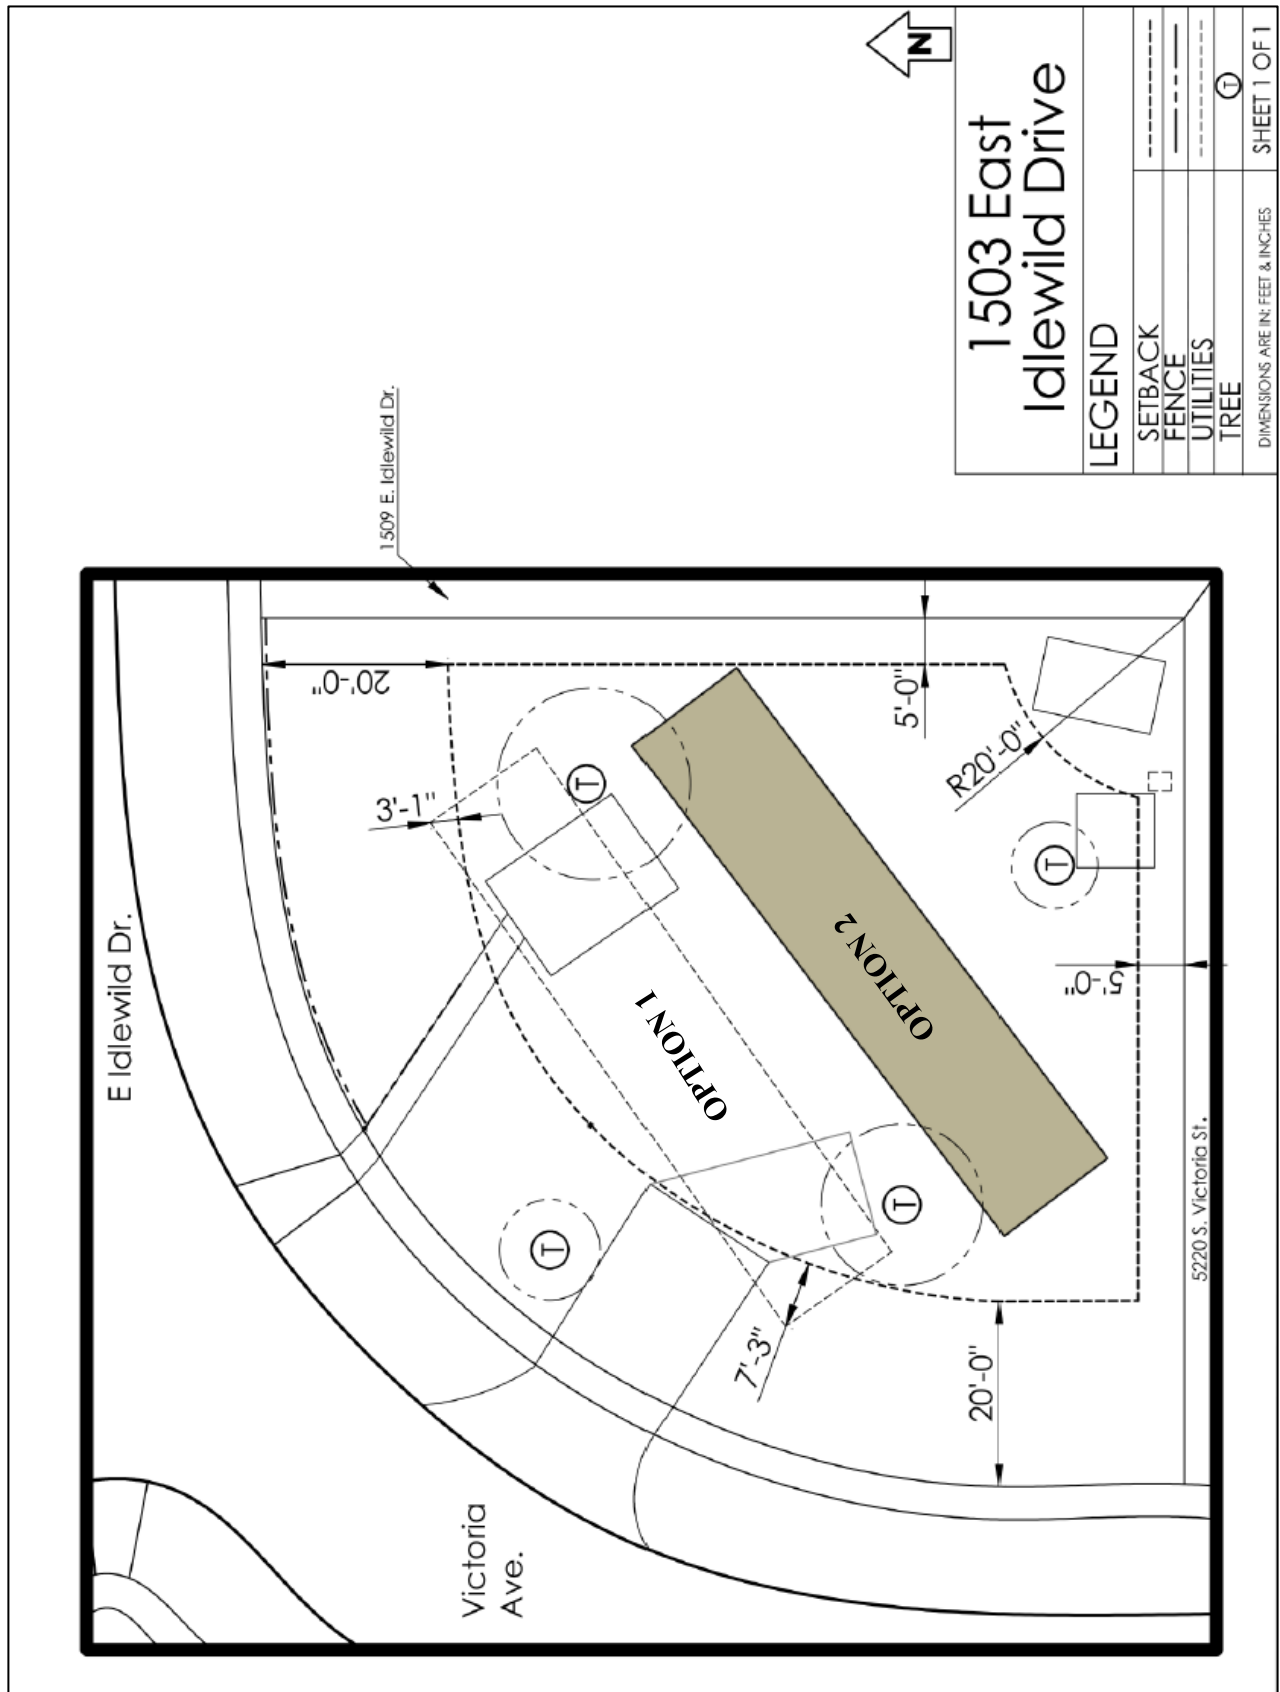 E Idlewild Dr.
Victoria
Ave.
1509 E. Idlewild Dr.
20'-0"
3'-1"
T
T
T
T
OPTION 1
OPTION 2
5'-0"
R20'-0"
5'-0"
7'-3"
20'-0"
5220 S. Victoria St.
N
1503 East
Idlewild Drive
LEGEND
SETBACK
FENCE
UTILITIES
TREE T
DIMENSIONS ARE IN: FEET & INCHES
SHEET 1 OF 1